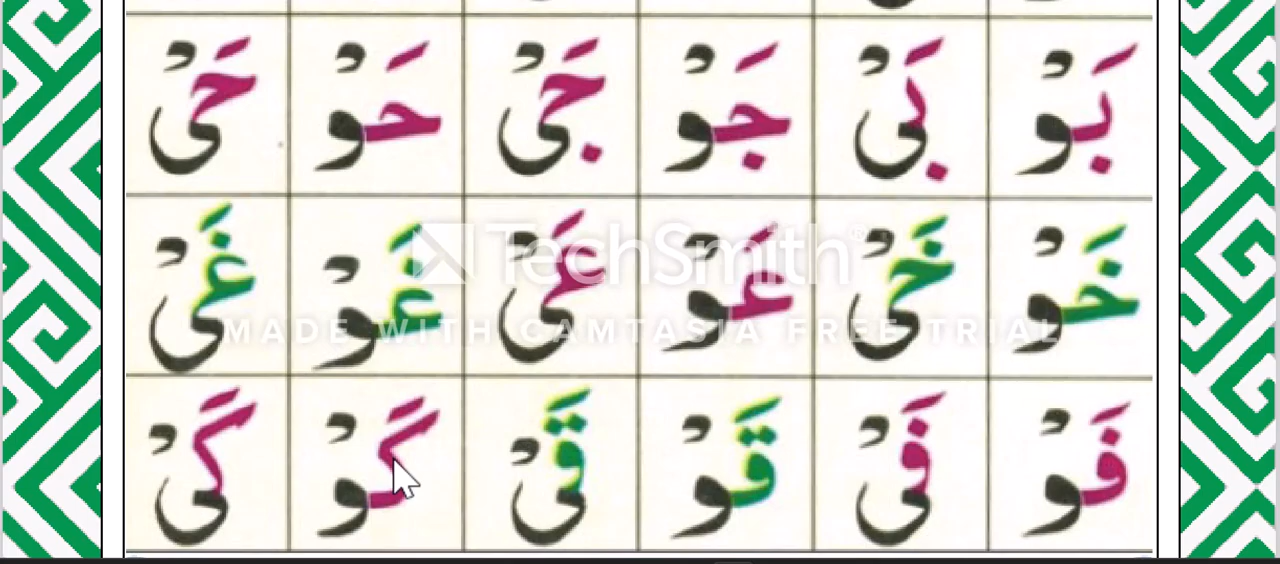 بَوْ بَیْ جَوْ جَیْ حَوْ حَیْ
خَوْ خَیْ عَوْ عَیْ غَوْ غَیْ
TechSmith®
MADE WITH CAMTASIA FREE TRIAL
فَوْ فَیْ قَوْ قَیْ کَوْ کَیْ